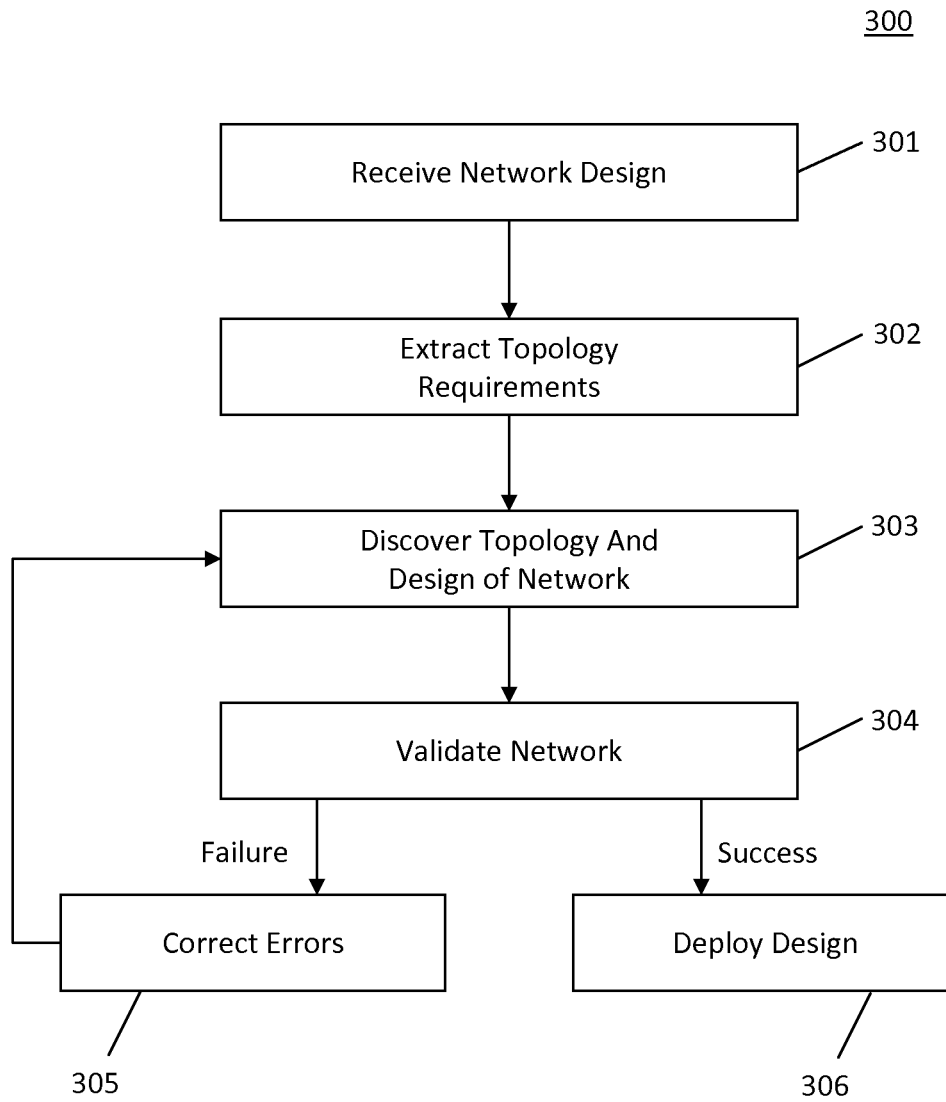 300
Receive Network Design
301
Extract Topology
Requirements
302
Discover Topology And
Design of Network
303
Validate Network
304
Failure
Success
Correct Errors
Deploy Design
305
306